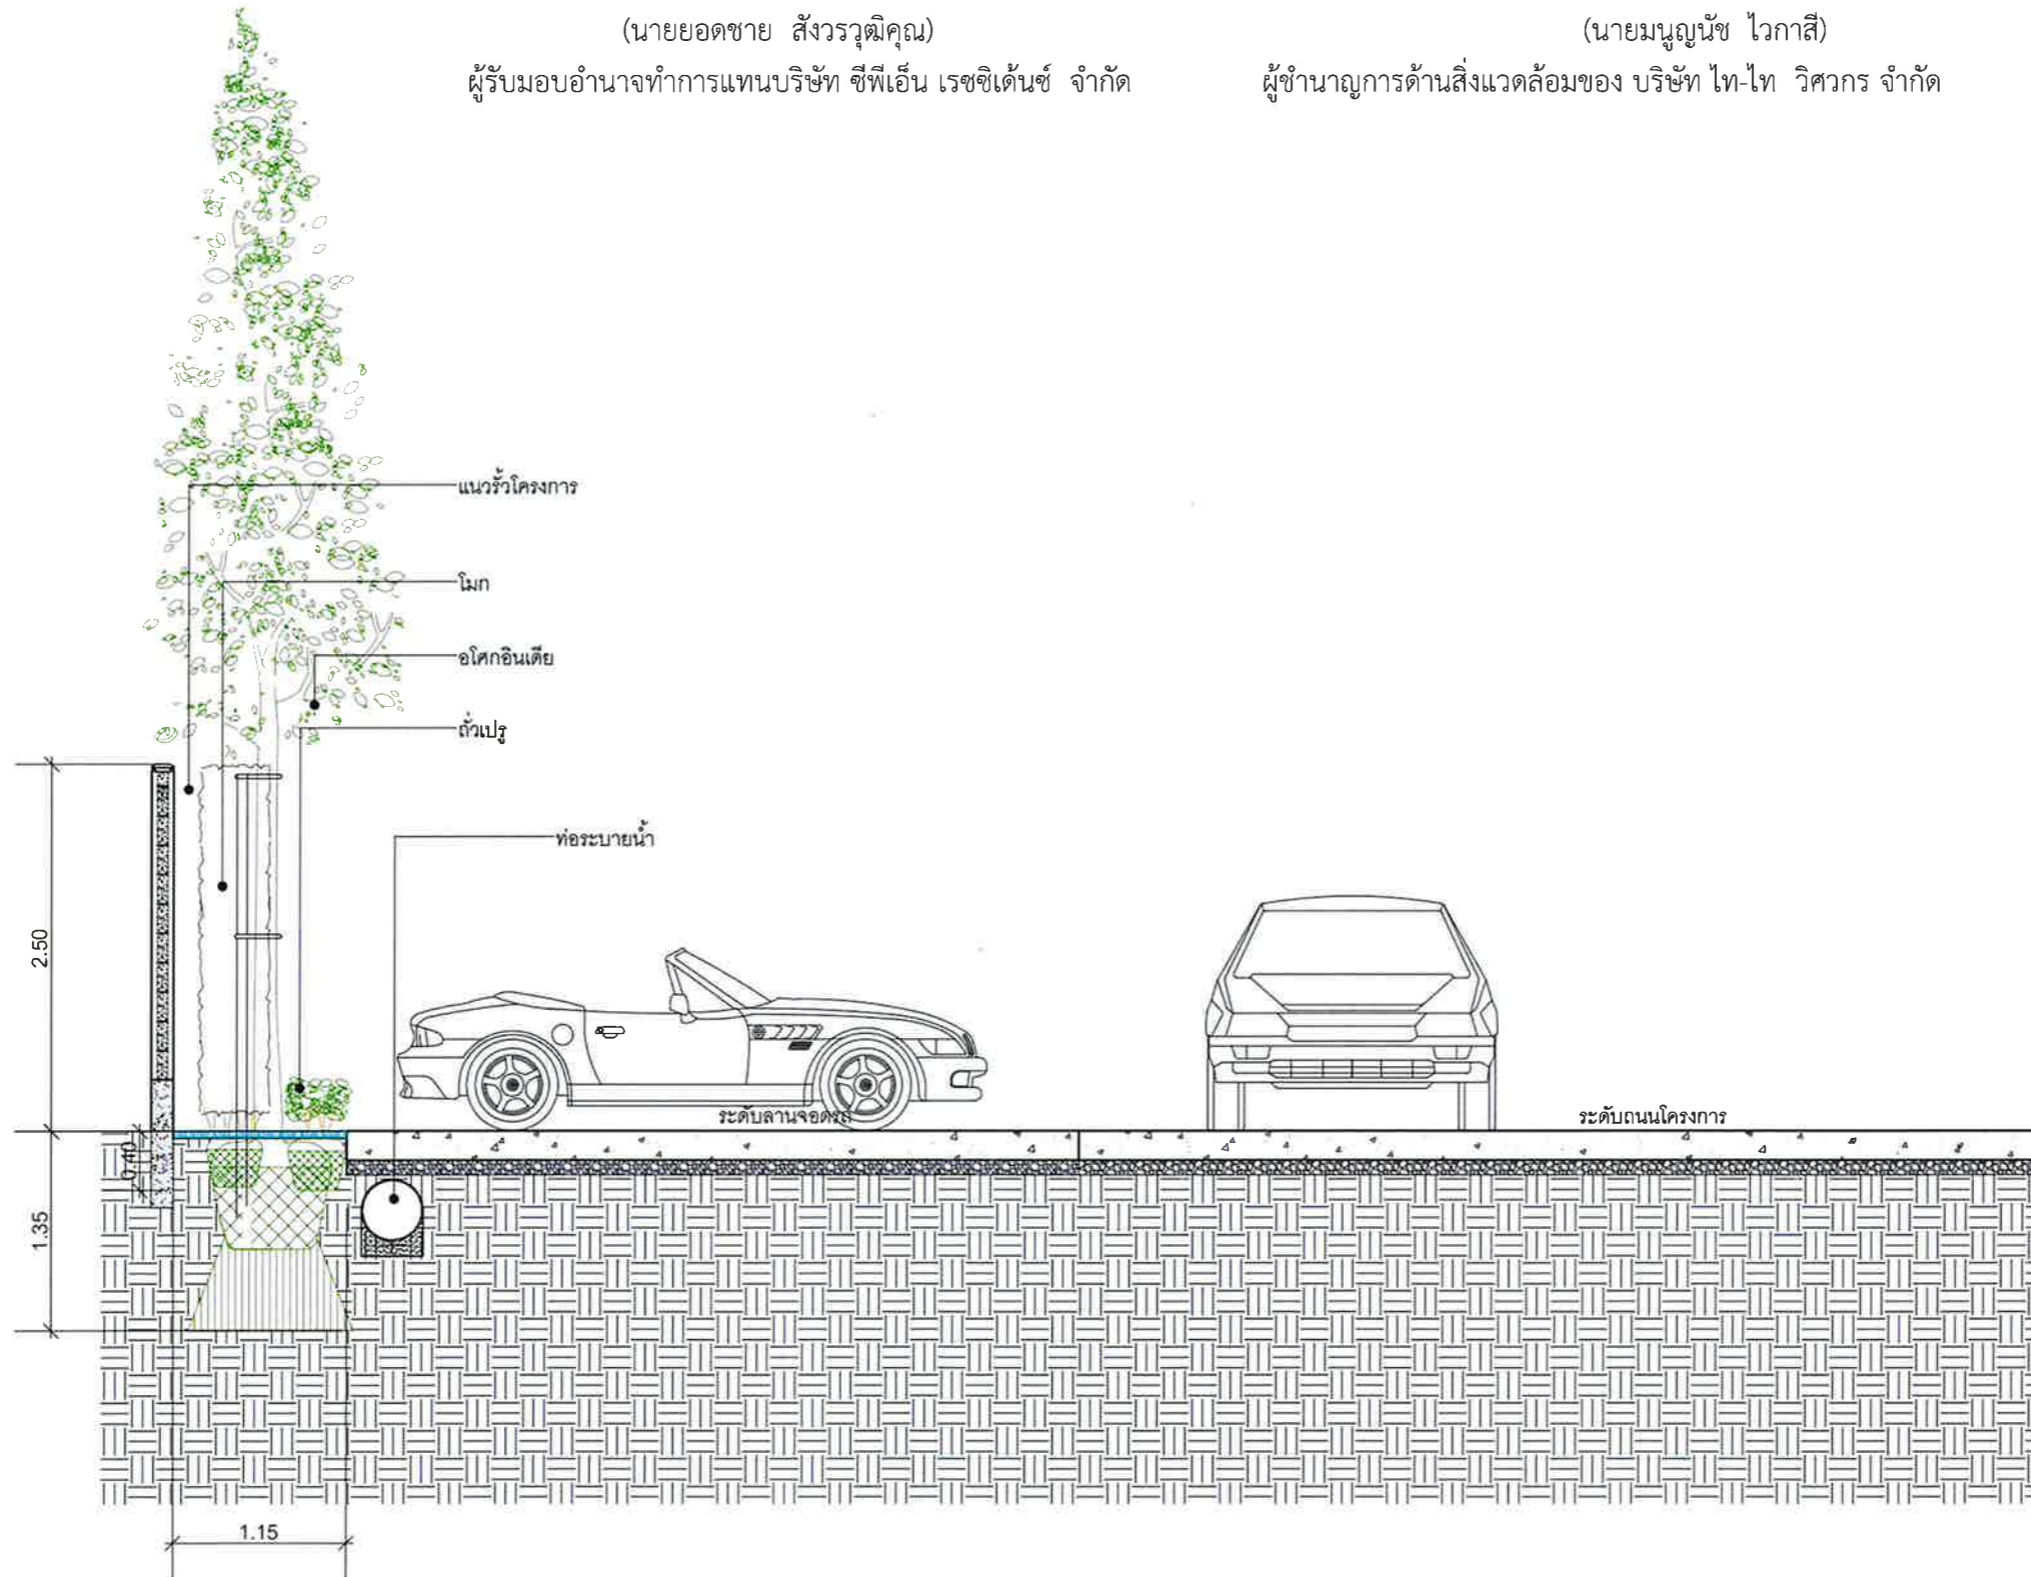 (นายยอดชาย สังวรวุฒิคุณ)
ผู้รับมอบอำนาจทำการแทนบริษัท ซีพีเอ็น เรซซิเด้นซ์ จำกัด
(นายมนูญนัช ไวกาสี)
ผู้ชำนาญการด้านสิ่งแวดล้อมของ บริษัท ไท-ไท วิศวกร จำกัด
แนวรั้วโครงการ
โมก
อโศกอินเดีย
ถั่วเปรู
ท่อระบายน้ำ
2.50
ระดับลานจอดรถ
ระดับถนนโครงการ
0.40
1.35
1.15